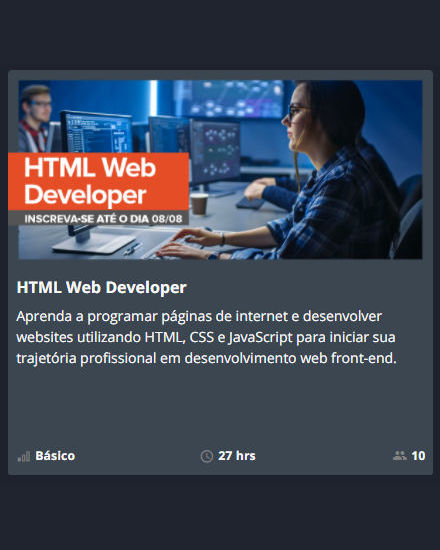 HTML Web
Developer
INSCREVA-SE ATÉ O DIA 08/08
HTML Web Developer
Aprenda a programar páginas de internet e desenvolver
websites utilizando HTML, CSS e JavaScript para iniciar sua
trajetória profissional em desenvolvimento web front-end.
Básico 27 hrs 10